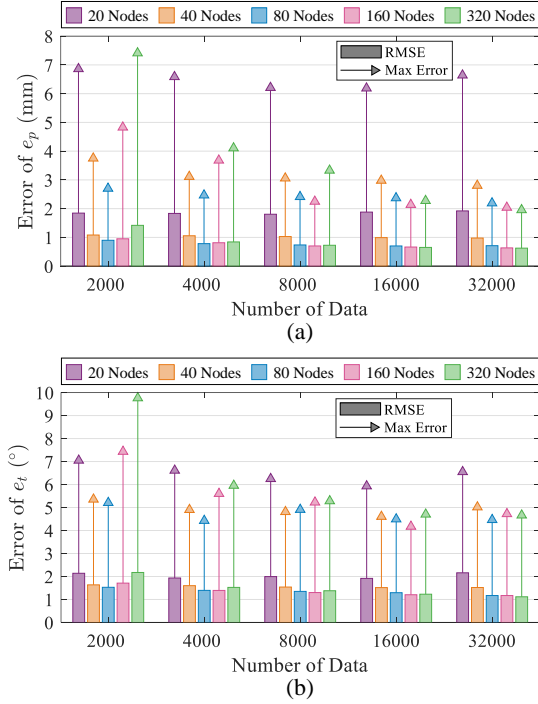 20 Nodes 40 Nodes 80 Nodes 160 Nodes 320 Nodes
8
7
6
5
4
3
2
1
0
Error of e_p (mm)
RMSE
Max Error
2000 4000 8000 16000 32000
Number of Data
(a)
20 Nodes 40 Nodes 80 Nodes 160 Nodes 320 Nodes
10
9
8
7
6
5
4
3
2
1
0
Error of e_t (°)
RMSE
Max Error
2000 4000 8000 16000 32000
Number of Data
(b)